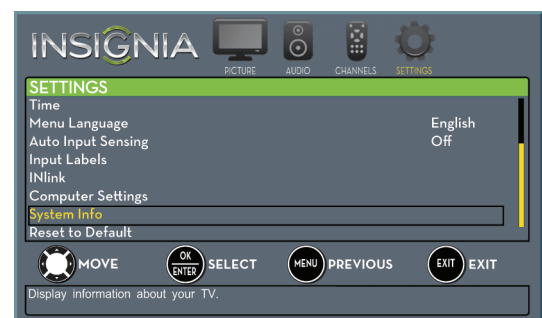 INSIGNIA
PICTURE AUDIO CHANNELS SETTINGS
SETTINGS
Time
Menu Language English
Auto Input Sensing Off
Input Labels
INlink
Computer Settings
System Info
Reset to Default
MOVE OK ENTER SELECT MENU PREVIOUS EXIT EXIT
Display information about your TV.